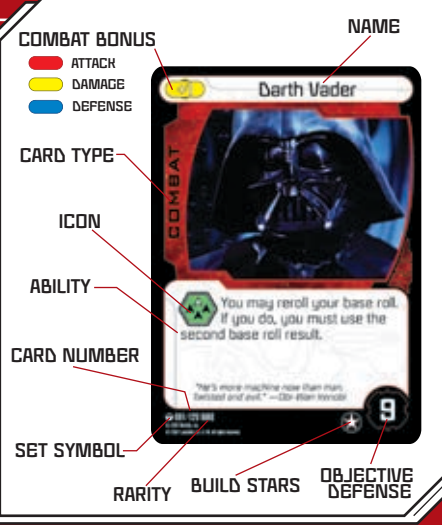 COMBAT BONUS
ATTACK
DAMAGE
DEFENSE
NAME
Darth Vader
CARD TYPE
COMBAT
ICON
ABILITY
You may reroll your base roll.
If you do, you must use the
second base roll result.
CARD NUMBER
"He's more machine now than man,
twisted and evil." —Obi-Wan Kenobi
9
SET SYMBOL
RARITY
BUILD STARS
OBJECTIVE
DEFENSE